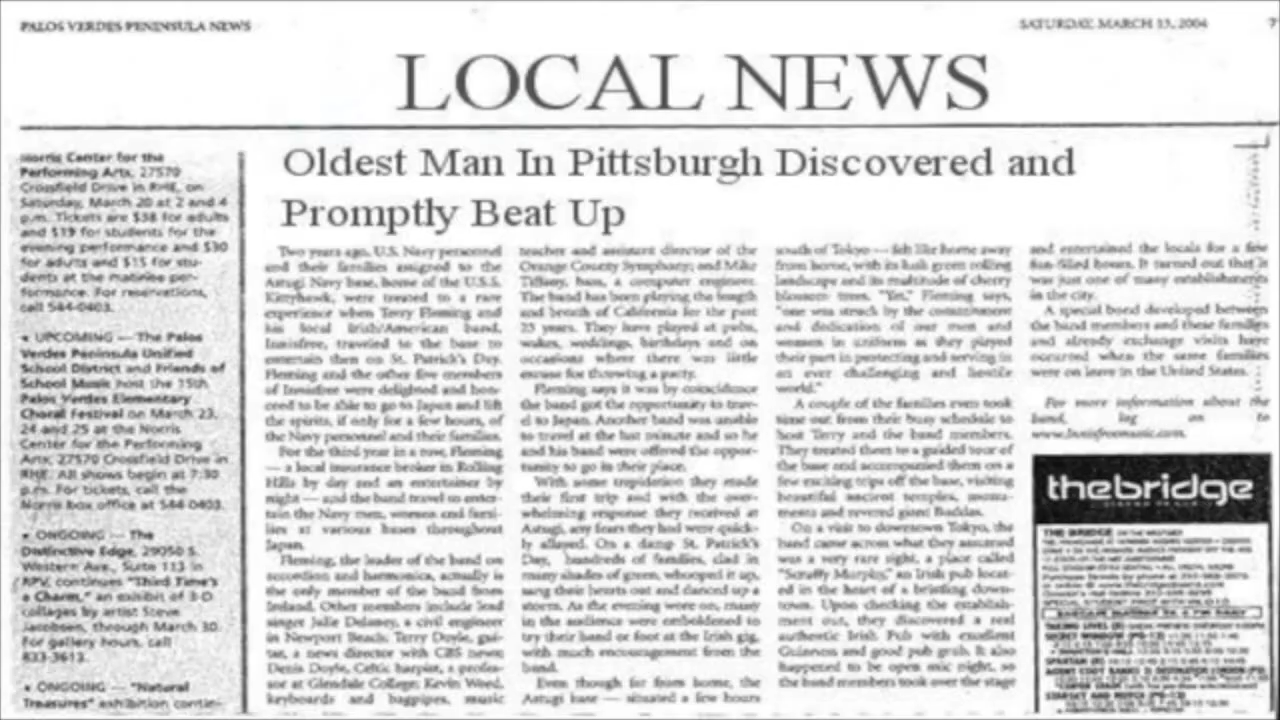 PALOS VERDES PENINSULA NEWS
SATURDAY, MARCH 13, 2004 7
LOCAL NEWS
Norris Center for the
Performing Arts, 27570
Crossfield Drive in RHE, on
Saturday, March 20 at 2 and 4
p.m. Tickets are $38 for adults
and $19 for students for the
evening performance and $30
for adults and $15 for stu-
dents at the matinee per-
formance. For reservations,
call 544-0403.
• UPCOMING — The Palos
Verdes Peninsula Unified
School District and Friends of
School Music host the 15th
Palos Verdes Elementary
Choral Festival on March 23,
24 and 25 at the Norris
Center for the Performing
Arts, 27570 Crossfield Drive in
RHE. All shows begin at 7:30
p.m. For tickets, call the
Norris box office at 544-0403.
• ONGOING — The
Distinctive Edge, 29050 S.
Western Ave., Suite 113 in
RPV, continues "Third Time's
a Charm," an exhibit of 3-D
collages by artist Steve
Jacobsen, through March 30.
For gallery hours, call
833-3613.
• ONGOING — "Natural
Treasures" exhibition contin-
Oldest Man In Pittsburgh Discovered and
Promptly Beat Up
Two years ago, U.S. Navy personnel
and their families assigned to the
Atsugi Navy base, home of the U.S.S.
Kittyhawk, were treated to a rare
experience when Terry Fleming and
his local Irish/American band,
Innisfree, traveled to the base to
entertain then on St. Patrick's Day.
Fleming and the other five members
of Innisfree were delighted and hon-
ored to be able to go to Japan and lift
the spirits, if only for a few hours, of
the Navy personnel and their families.
For the third year in a row, Fleming
— a local insurance broker in Rolling
Hills by day and an entertainer by
night — and the band travel to enter-
tain the Navy men, women and fami-
lies at various bases throughout
Japan.
Fleming, the leader of the band on
accordion and harmonica, actually is
the only member of the band from
Ireland. Other members include lead
singer Julie Delaney, a civil engineer
in Newport Beach; Terry Doyle, gui-
tar, a news director with CBS news;
Denis Doyle, Celtic harpist, a profes-
sor at Glendale College; Kevin Weed,
keyboards and bagpipes, music
teacher and assistant director of the
Orange County Symphony; and Mike
Tiffany, bass, a computer engineer.
The band has been playing the length
and breath of California for the past
25 years. They have played at pubs,
wakes, weddings, birthdays and on
occasions where there was little
excuse for throwing a party.
Fleming says it was by coincidence
the band got the opportunity to trav-
el to Japan. Another band was unable
to travel at the last minute and so he
and his band were offered the oppor-
tunity to go in their place.
With some trepidation they made
their first trip and with the over-
whelming response they received at
Atsugi, any fears they had were quick-
ly allayed. On a damp St. Patrick's
Day, hundreds of families, clad in
many shades of green, whooped it up,
sang their hearts out and danced up a
storm. As the evening wore on, many
in the audience were emboldened to
try their hand or foot at the Irish gig,
with much encouragement from the
band.
Even though far from home, the
Atsugi base — situated a few hours
south of Tokyo — felt like home away
from home, with its lush green rolling
landscape and its multitude of cherry
blossom trees. "Yet," Fleming says,
"one was struck by the commitment
and dedication of our men and
women in uniform as they played
their part in protecting and serving in
an ever challenging and hostile
world."
A couple of the families even took
time out from their busy schedule to
host Terry and the band members.
They treated them to a guided tour of
the base and accompanied them on a
few exciting trips off the base, visiting
beautiful ancient temples, monu-
ments and revered giant Buddas.
On a visit to downtown Tokyo, the
band came across what they assumed
was a very rare sight, a place called
"Scruffy Murphy," an Irish pub locat-
ed in the heart of a bristling down-
town. Upon checking the establish-
ment out, they discovered a real
authentic Irish Pub with excellent
Guinness and good pub grub. It also
happened to be open mic night, so
the band members took over the stage
and entertained the locals for a few
fun-filled hours. It turned out that is
was just one of many establishments
in the city.
A special bond developed between
the band members and these families
and already exchange visits have
occurred when the same families
were on leave in the United States.
For more information about the
band, log on to
www.innisfreemusic.com.
thebridge
THE BRIDGE
SECRET WINDOW (PG-13)
SPARTAN (R)